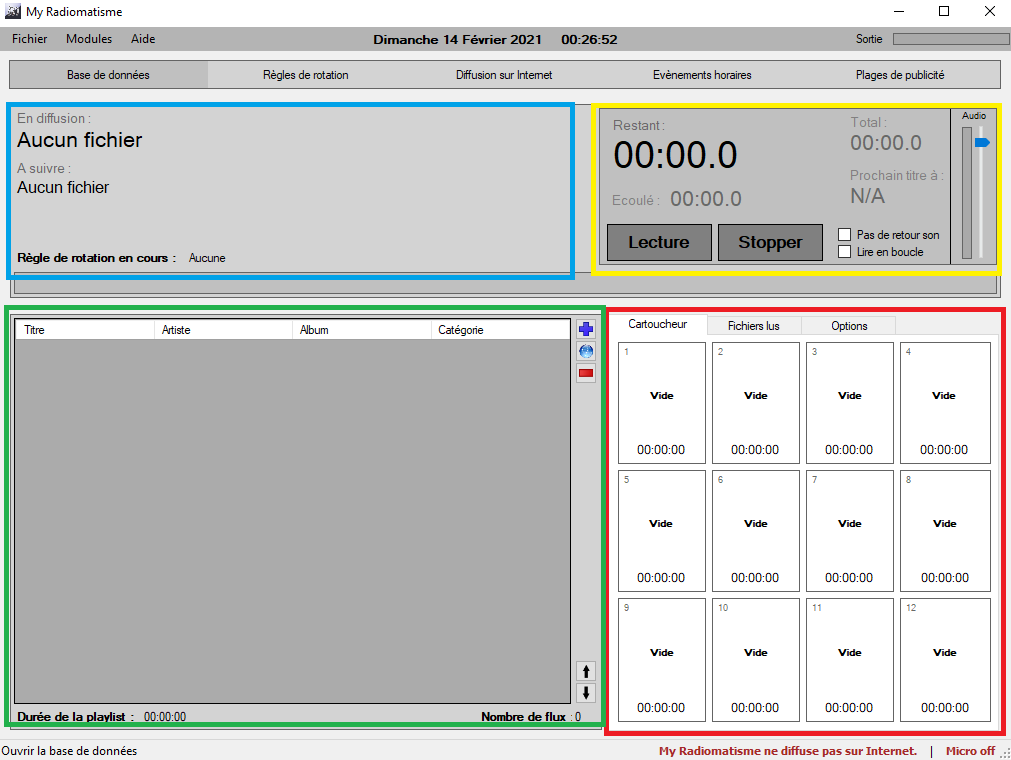 My Radiomatisme
Fichier Modules Aide Dimanche 14 Février 2021 00:26:52 Sortie
Base de données Règles de rotation Diffusion sur Internet Evènements horaires Plages de publicité
En diffusion :
Aucun fichier
A suivre :
Aucun fichier
Règle de rotation en cours : Aucune
Restant :
00:00.0
Ecoulé : 00:00.0
Total :
00:00.0
Prochain titre à :
N/A
Lecture Stopper
Pas de retour son
Lire en boucle
Audio
Titre Artiste Album Catégorie
Durée de la playlist : 00:00:00 Nombre de flux : 0
Cartoucheur Fichiers lus Options
1 2 3 4
Vide Vide Vide Vide
00:00:00 00:00:00 00:00:00 00:00:00
5 6 7 8
Vide Vide Vide Vide
00:00:00 00:00:00 00:00:00 00:00:00
9 10 11 12
Vide Vide Vide Vide
00:00:00 00:00:00 00:00:00 00:00:00
Ouvrir la base de données My Radiomatisme ne diffuse pas sur Internet. | Micro off